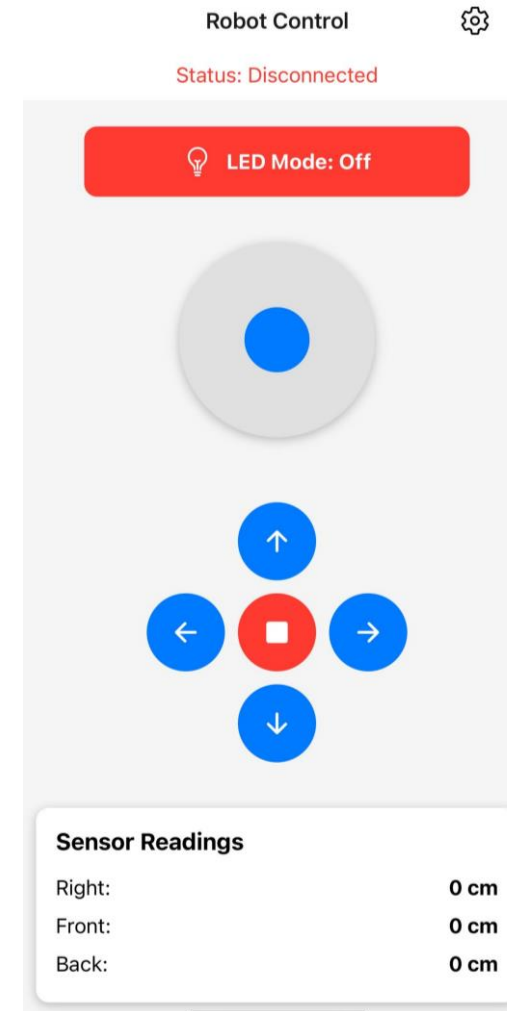 Robot Control
Status: Disconnected
LED Mode: Off
Sensor Readings
Right: 0 cm
Front: 0 cm
Back: 0 cm